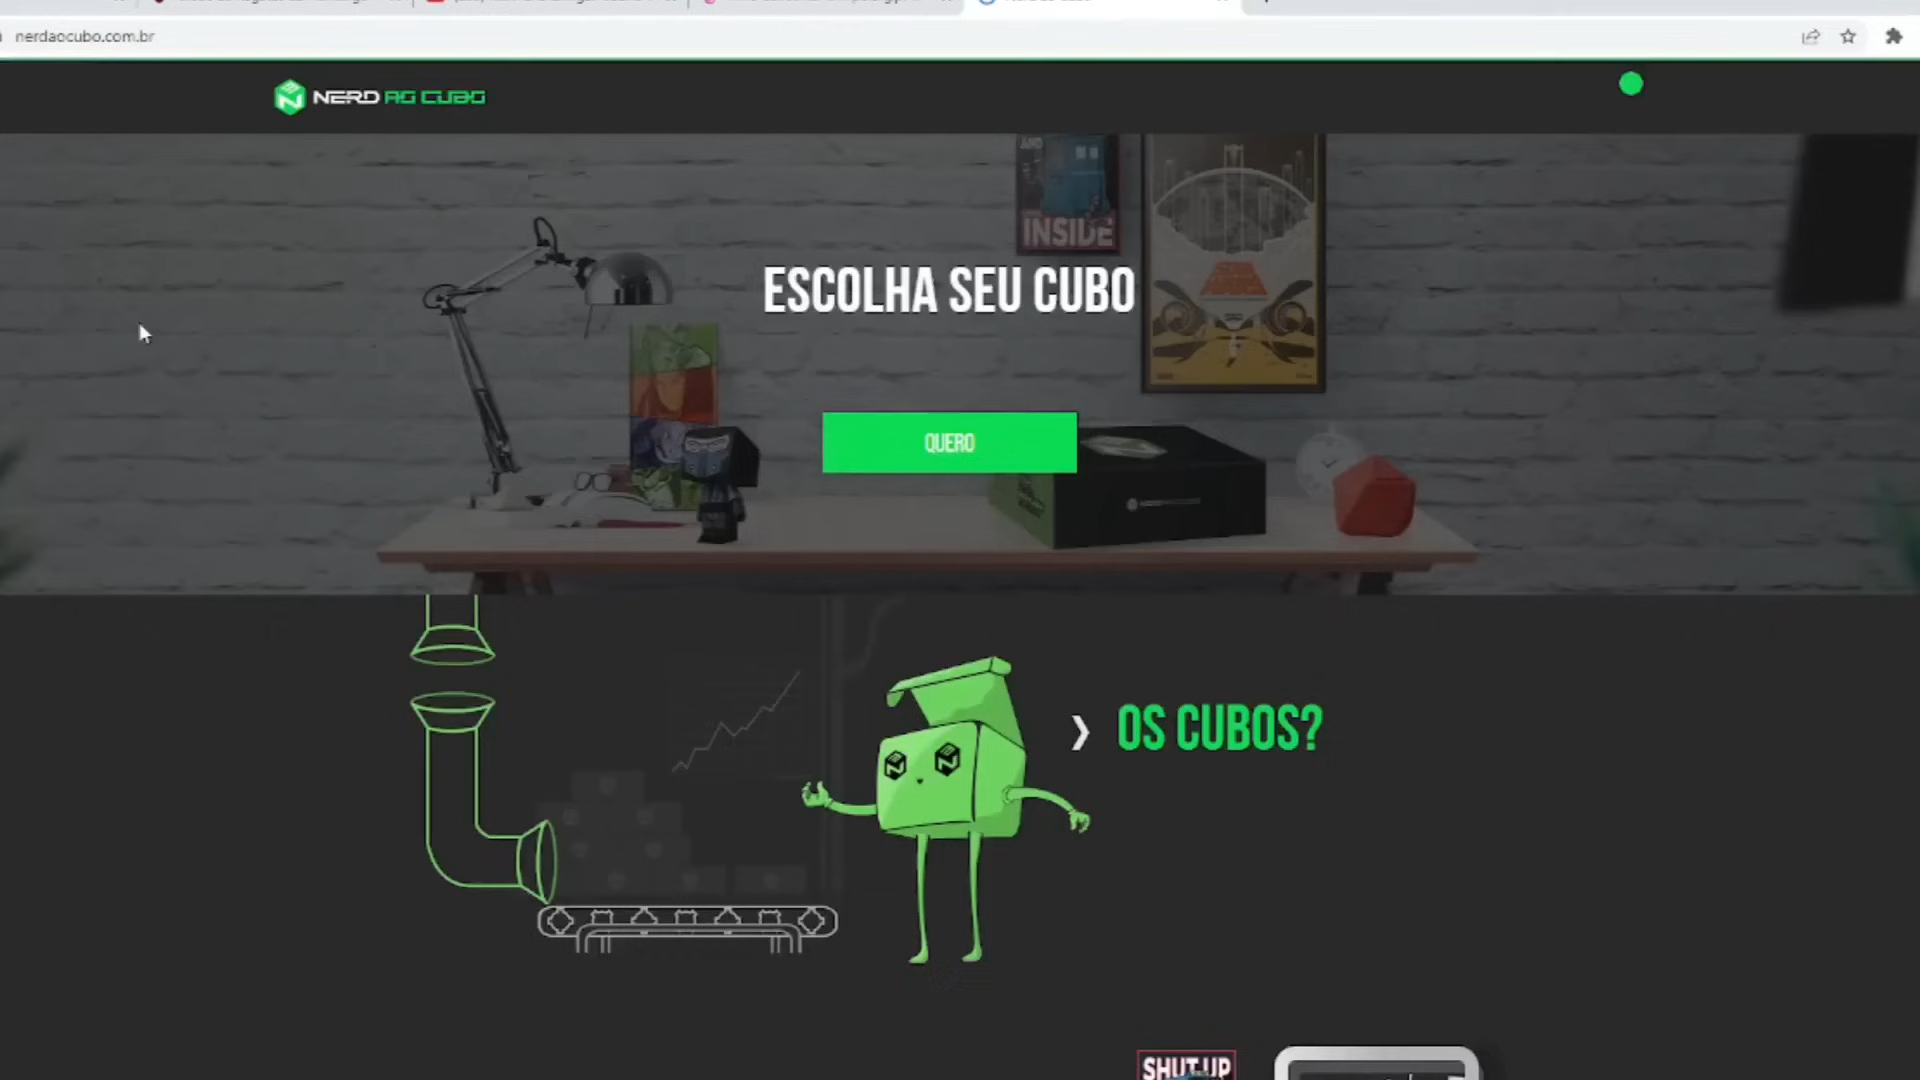 nerdaocubo.com.br
NERD AO CUBO
INSIDE
ESCOLHA SEU CUBO
QUERO
❯ OS CUBOS?
SHUT UP